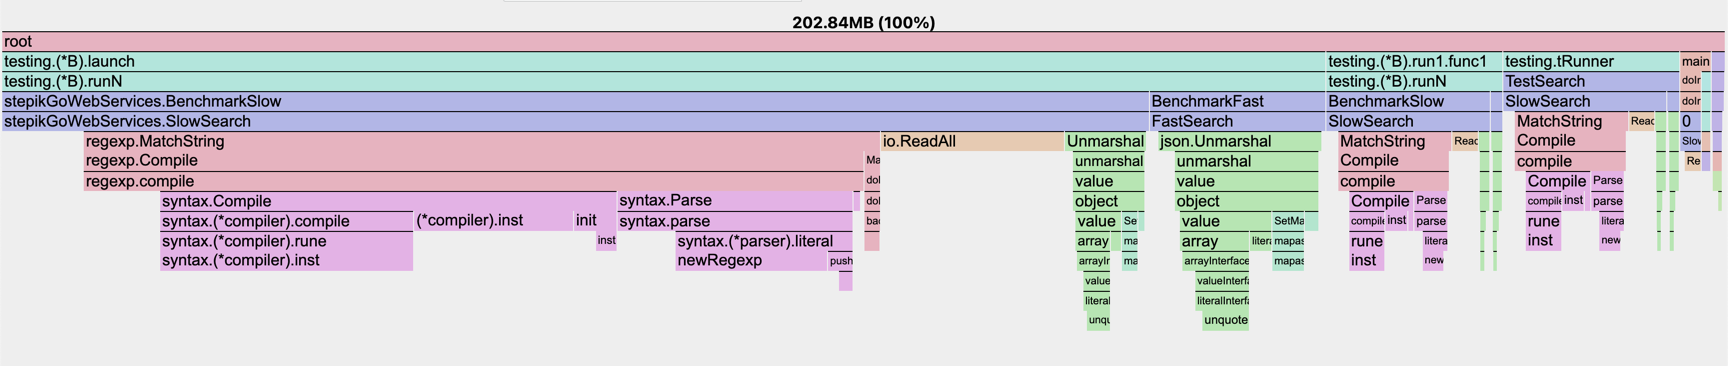 202.84MB (100%)
root
testing.(*B).launch testing.(*B).run1.func1 testing.tRunner main
testing.(*B).runN testing.(*B).runN TestSearch doIr
stepikGoWebServices.BenchmarkSlow BenchmarkFast BenchmarkSlow SlowSearch doIr
stepikGoWebServices.SlowSearch FastSearch SlowSearch MatchString Reac 0
regexp.MatchString io.ReadAll Unmarshal json.Unmarshal MatchString Reac Compile Slov
regexp.Compile Ma unmarshal unmarshal Compile compile Re
regexp.compile dol value value compile Compile Parse
syntax.Compile syntax.Parse dol object object Compile Parse compile inst parse
syntax.(*compiler).compile (*compiler).inst init syntax.parse ba value Se value SetMa compile inst parse rune litera
syntax.(*compiler).rune inst syntax.(*parser).literal array ma array litera mapas rune litera inst new
syntax.(*compiler).inst newRegexp push arrayIr ma arrayInterface mapas inst new
value valueInterfa
literal literalInterfa
unqu unquote